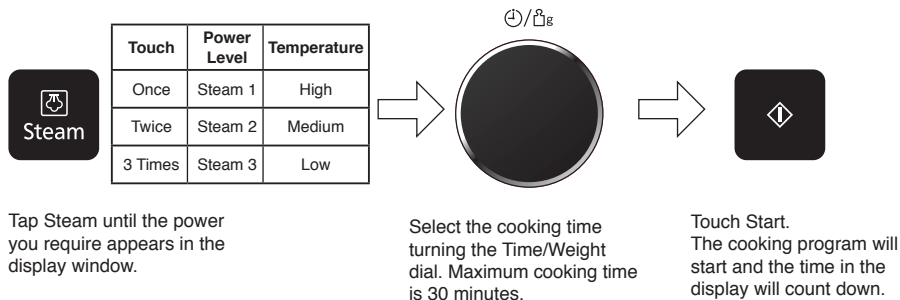 ⏲/g
Touch Power Level Temperature
Once Steam 1 High
Twice Steam 2 Medium
3 Times Steam 3 Low
Steam
Tap Steam until the power
you require appears in the
display window.
Select the cooking time
turning the Time/Weight
dial. Maximum cooking time
is 30 minutes.
Touch Start.
The cooking program will
start and the time in the
display will count down.